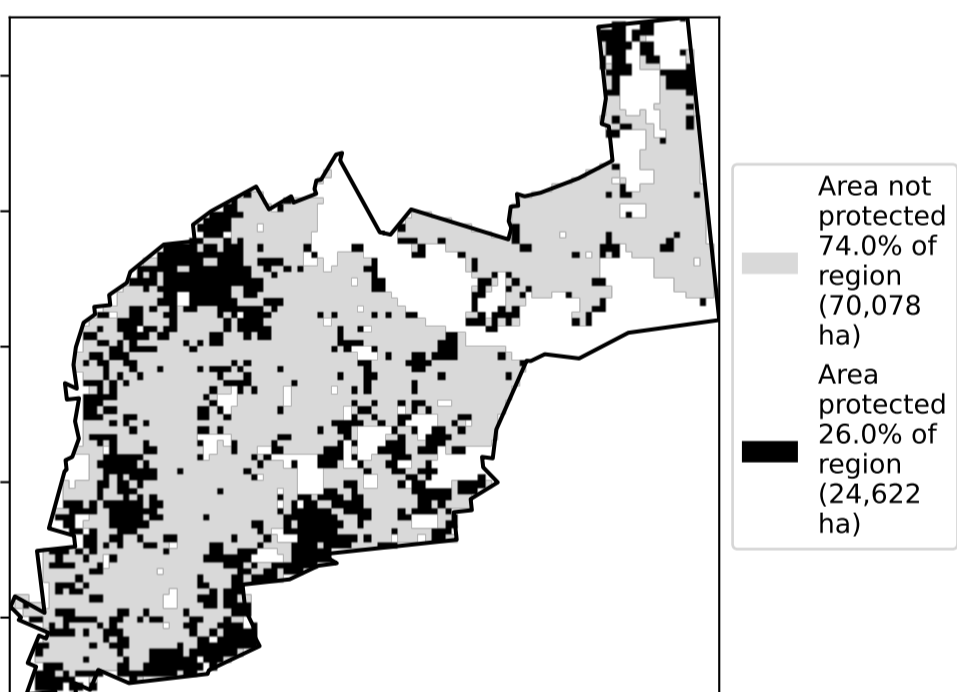 Area not
protected
74.0% of
region
(70,078
ha)
Area
protected
26.0% of
region
(24,622
ha)